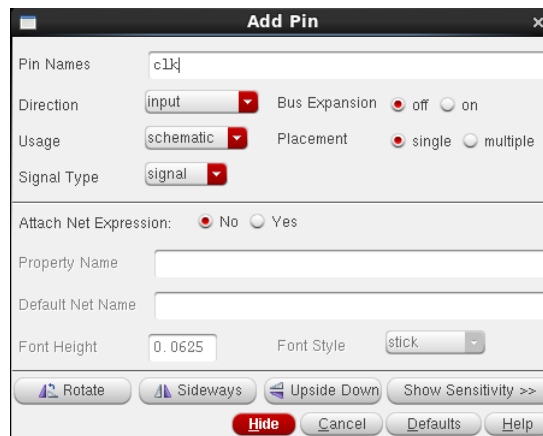 Add Pin
Pin Names clk
Direction input Bus Expansion off on
Usage schematic Placement single multiple
Signal Type signal
Attach Net Expression: No Yes
Property Name
Default Net Name
Font Height 0.0625 Font Style stick
Rotate Sideways Upside Down Show Sensitivity >>
Hide Cancel Defaults Help